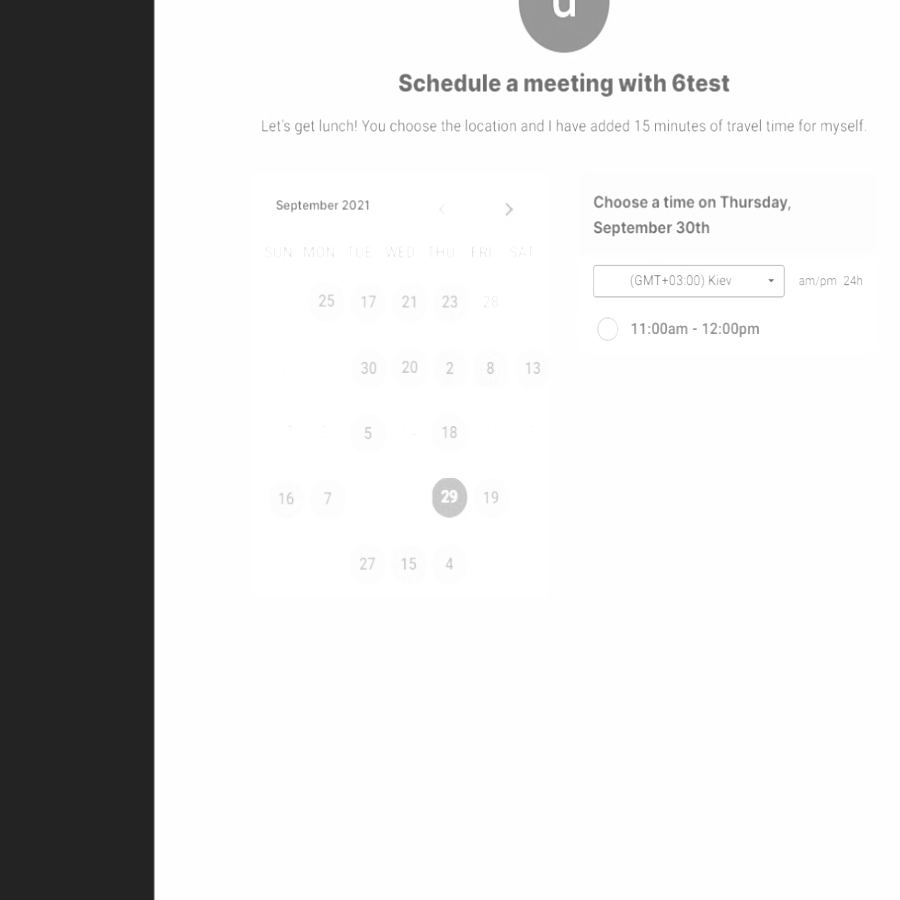 u
Schedule a meeting with 6test
Let's get lunch! You choose the location and I have added 15 minutes of travel time for myself.
September 2021
SUN MON TUE WED THU FRI SAT
25 17 21 23 28
30 20 2 8 13
5 18
16 7 29 19
27 15 4
Choose a time on Thursday,
September 30th
(GMT+03:00) Kiev am/pm 24h
11:00am - 12:00pm